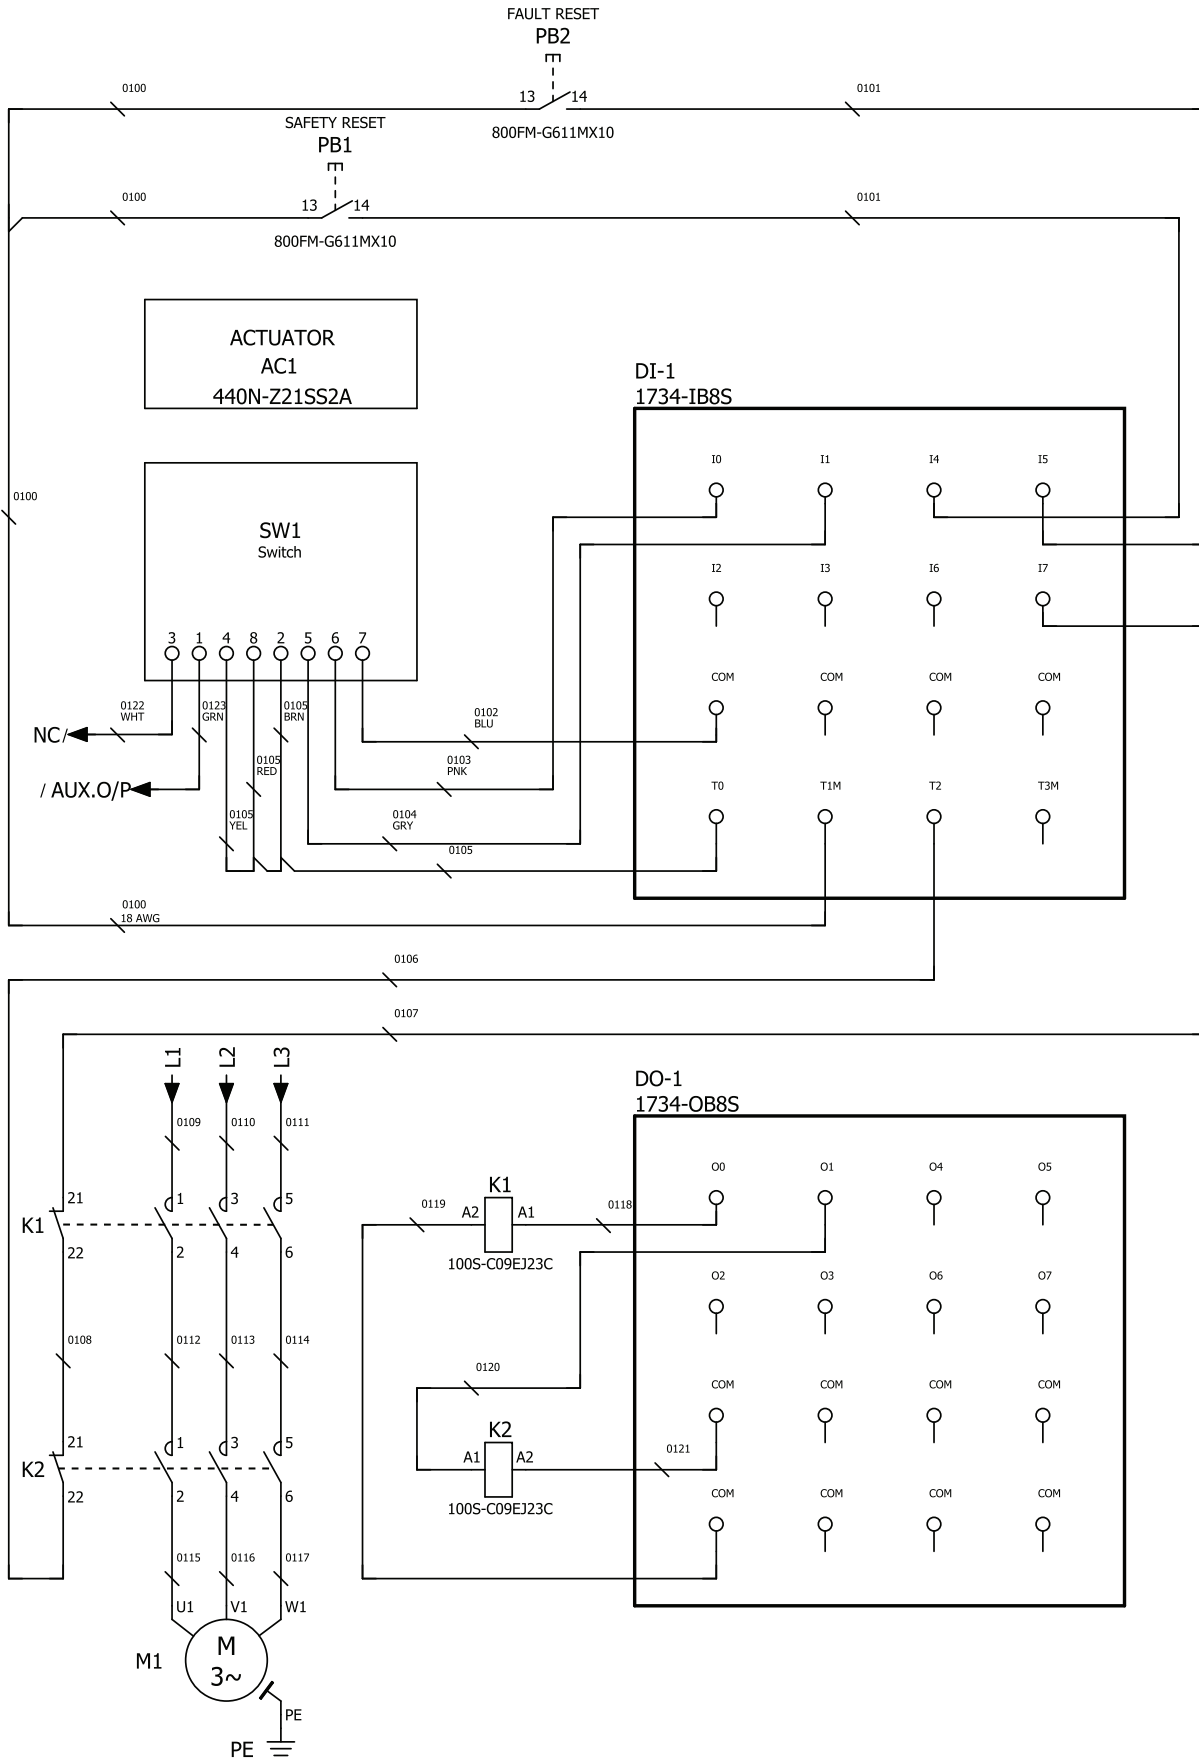 FAULT RESET
PB2
0100
13 14
0101
800FM-G611MX10
SAFETY RESET
PB1
0100
13 14
0101
800FM-G611MX10
ACTUATOR
AC1
440N-Z21SS2A
DI-1
1734-IB8S
I0 I1 I4 I5
0100
SW1
Switch
I2 I3 I6 I7
3 1 4 8 2 5 6 7
COM COM COM COM
0122
WHT
0123
GRN
0105
BRN
0102
BLU
NC/
0105
RED
0103
PNK
/ AUX.O/P
T0 T1M T2 T3M
0105
YEL
0104
GRY
0105
0100
18 AWG
0106
0107
L1 L2 L3
DO-1
1734-OB8S
0109 0110 0111
O0 O1 O4 O5
K1
21 1 3 5
0119 A2 A1 0118
K1
22 2 4 6
100S-C09EJ23C
O2 O3 O6 O7
0108 0112 0113 0114
0120
COM COM COM COM
K2
21 1 3 5
A1 A2 0121
K2
22 2 4 6
100S-C09EJ23C
COM COM COM COM
0115 0116 0117
U1 V1 W1
M1
M
3~
PE
PE